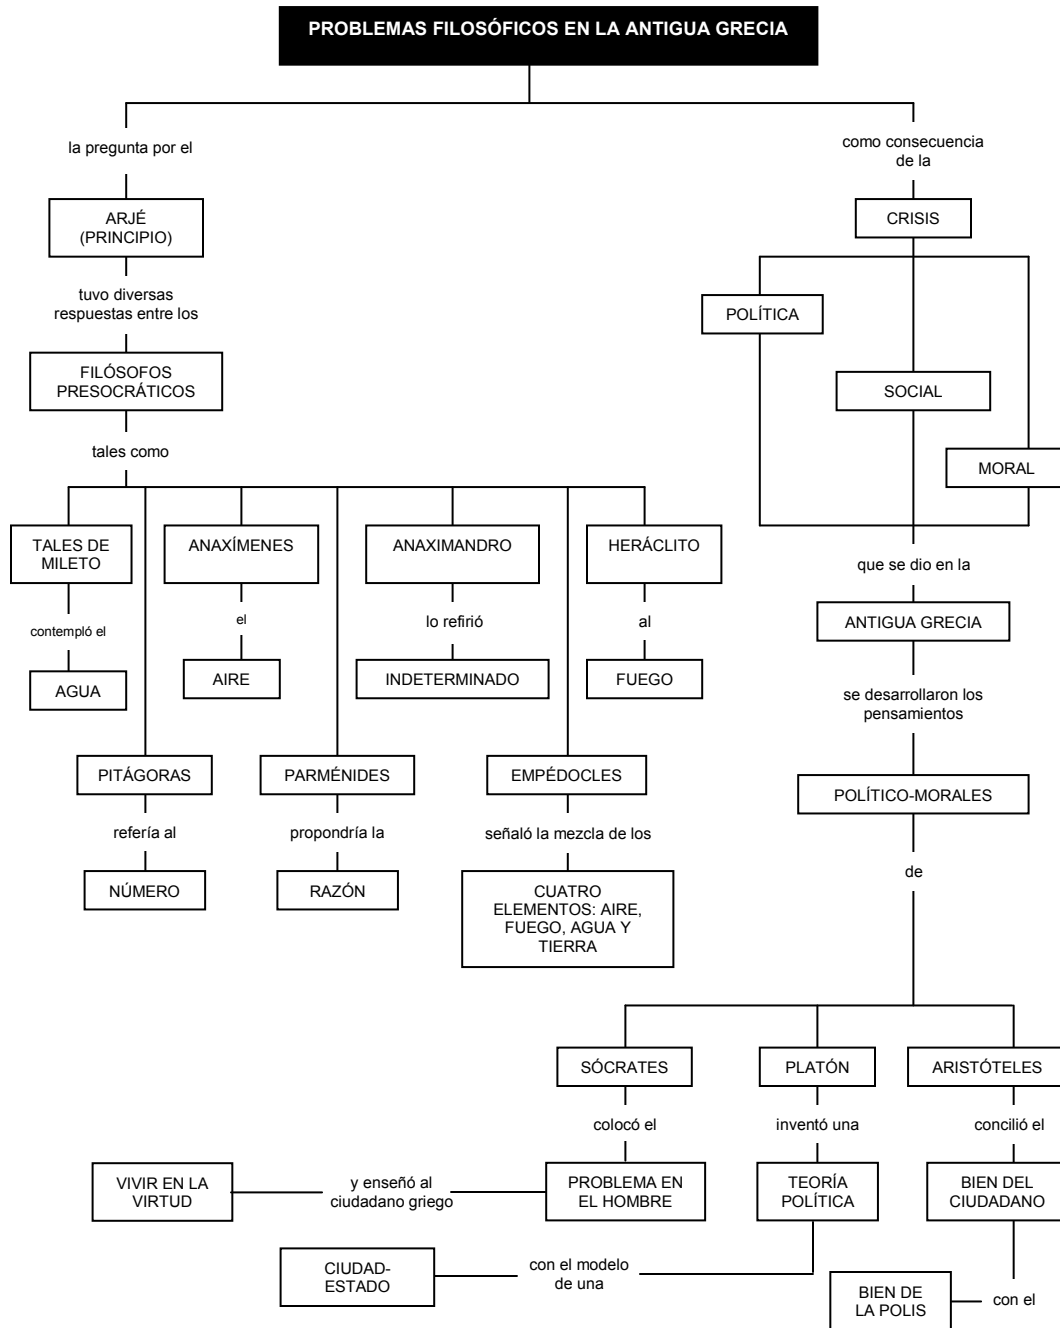 PROBLEMAS FILOSÓFICOS EN LA ANTIGUA GRECIA
la pregunta por el
ARJÉ
(PRINCIPIO)
tuvo diversas
respuestas entre los
FILÓSOFOS
PRESOCRÁTICOS
tales como
TALES DE
MILETO
contempló el
AGUA
ANAXÍMENES
el
AIRE
ANAXIMANDRO
lo refirió
INDETERMINADO
HERÁCLITO
al
FUEGO
PITÁGORAS
refería al
NÚMERO
PARMÉNIDES
propondría la
RAZÓN
EMPÉDOCLES
señaló la mezcla de los
CUATRO
ELEMENTOS: AIRE,
FUEGO, AGUA Y
TIERRA
como consecuencia
de la
CRISIS
POLÍTICA
SOCIAL
MORAL
que se dio en la
ANTIGUA GRECIA
se desarrollaron los
pensamientos
POLÍTICO-MORALES
de
SÓCRATES
colocó el
PROBLEMA EN
EL HOMBRE
y enseñó al
ciudadano griego
VIVIR EN LA
VIRTUD
PLATÓN
inventó una
TEORÍA
POLÍTICA
con el modelo
de una
CIUDAD-
ESTADO
ARISTÓTELES
concilió el
BIEN DEL
CIUDADANO
con el
BIEN DE
LA POLIS